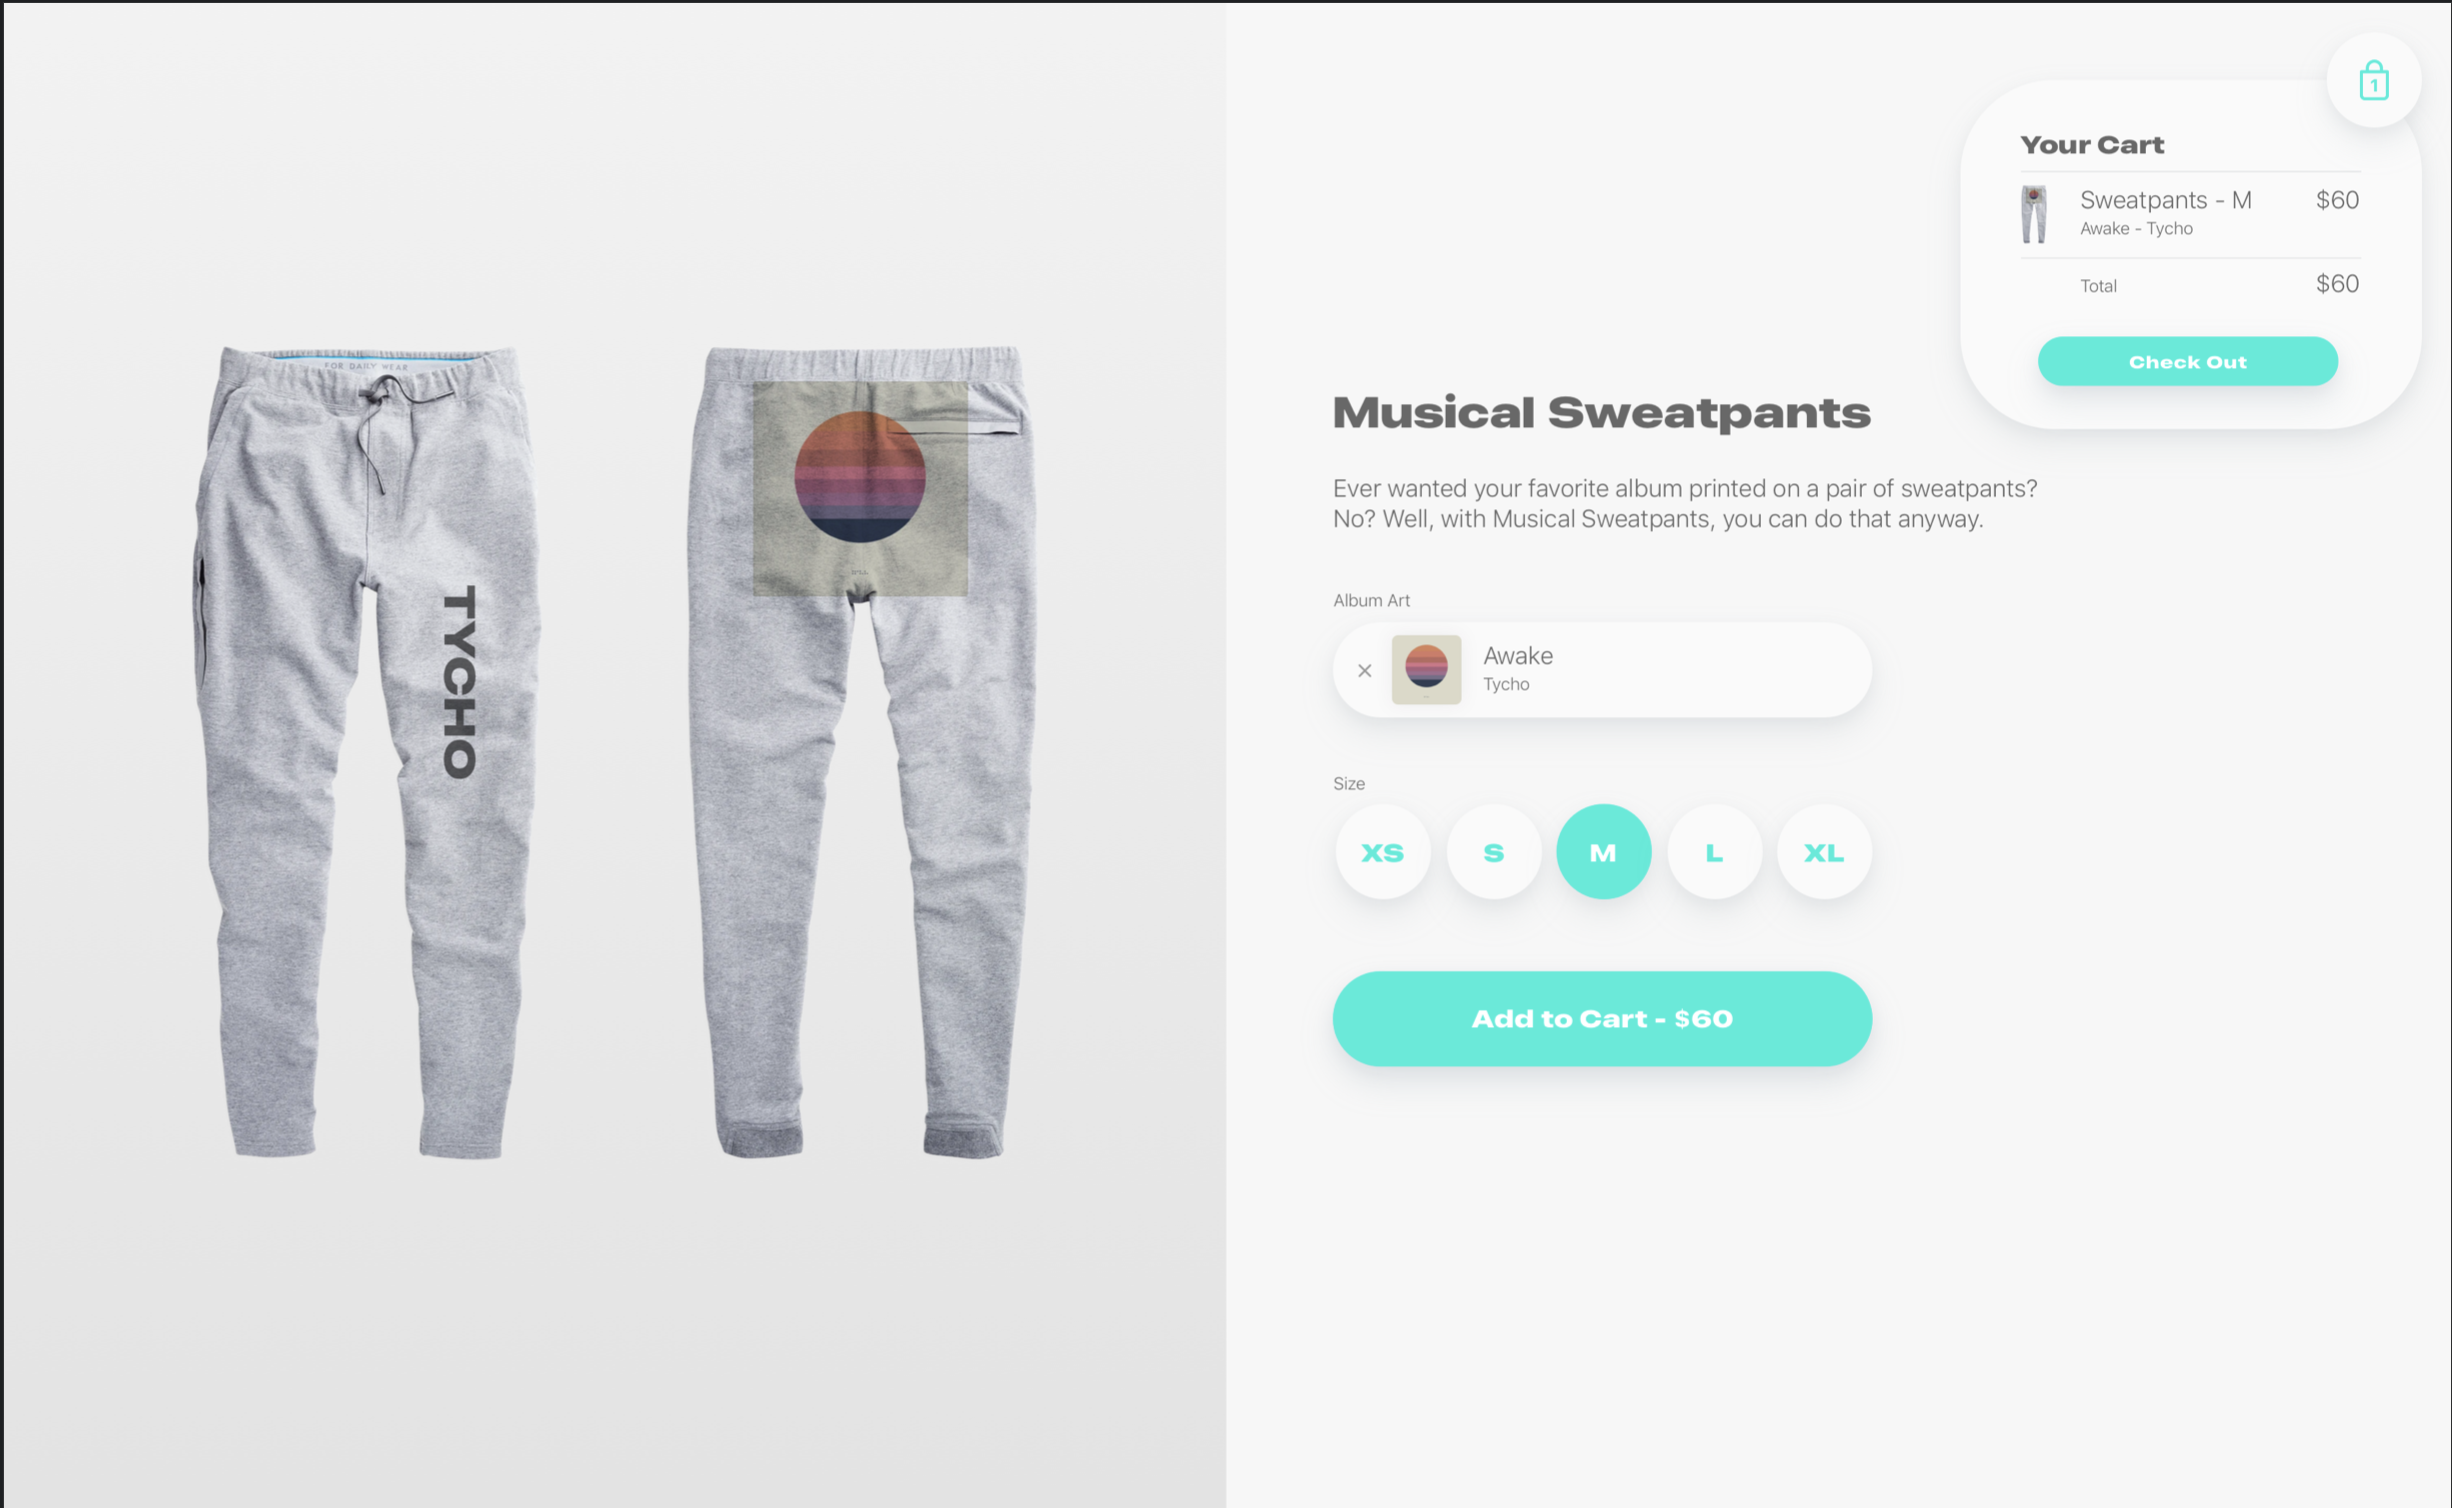 FOR DAILY WEAR
TYCHO
1
Your Cart
Sweatpants - M $60
Awake - Tycho
Total $60
Check Out
Musical Sweatpants
Ever wanted your favorite album printed on a pair of sweatpants?
No? Well, with Musical Sweatpants, you can do that anyway.
Album Art
× Awake
Tycho
Size
XS S M L XL
Add to Cart - $60